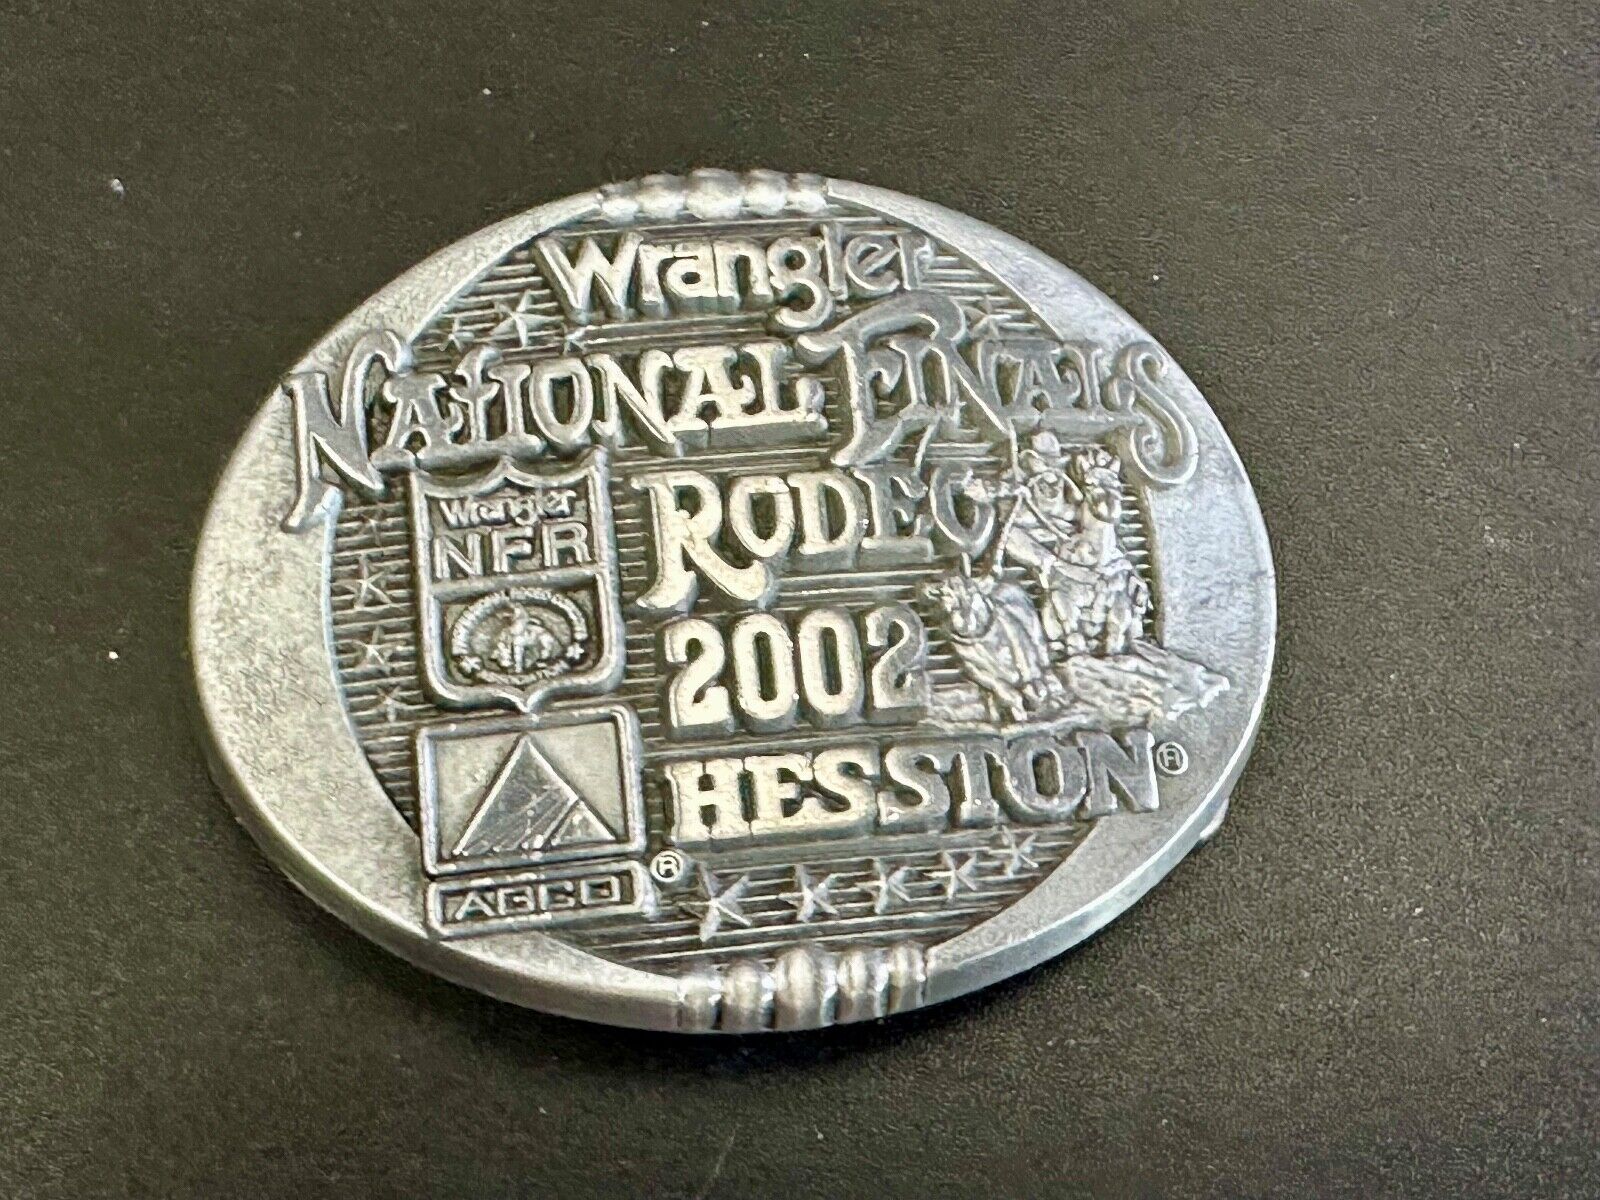 Wrangler
NATIONAL FINALS
RODEO
Wrangler
NFR
2002
HESSTON®
AGCO®